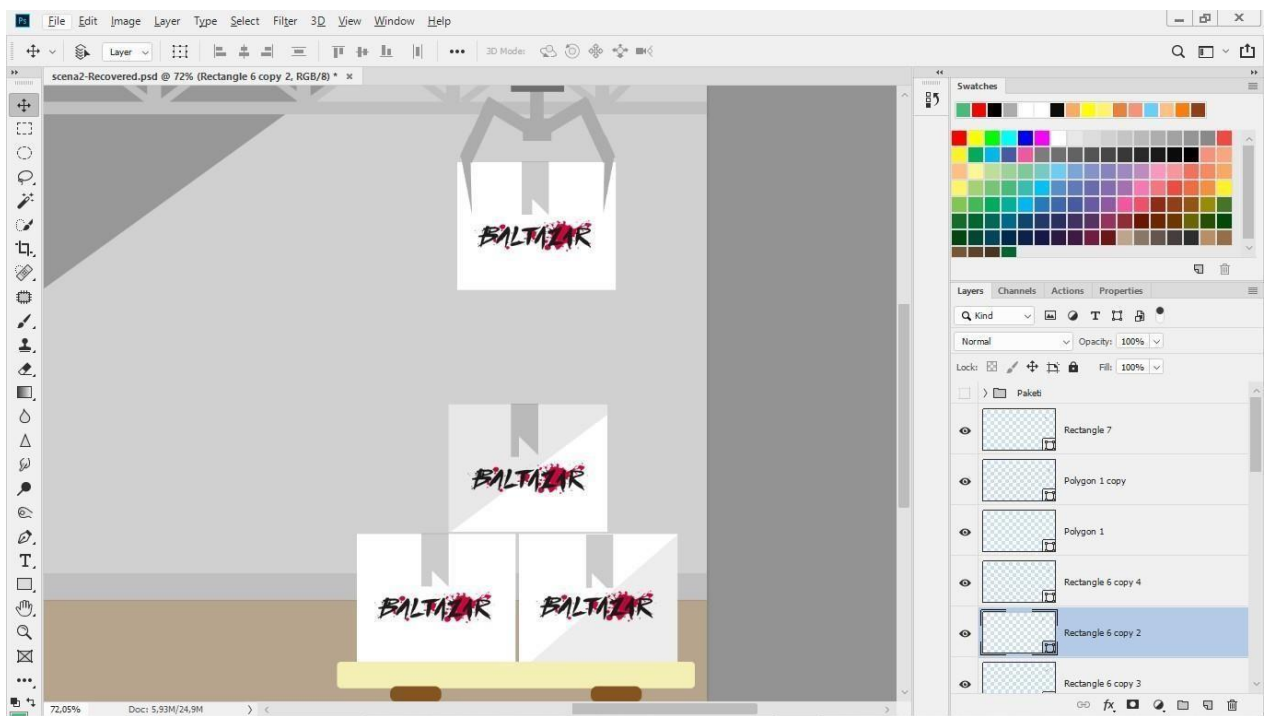 Ps File Edit Image Layer Type Select Filter 3D View Window Help
Layer 3D Mode:
scena2-Recovered.psd @ 72% (Rectangle 6 copy 2, RGB/8) *
Swatches
BALTAZAR
BALTAZAR
BALTAZAR BALTAZAR
Layers Channels Actions Properties
Kind
Normal Opacity: 100%
Lock: Fill: 100%
Paketi
Rectangle 7
Polygon 1 copy
Polygon 1
Rectangle 6 copy 4
Rectangle 6 copy 2
Rectangle 6 copy 3
72,05% Doc: 5,93M/24,9M